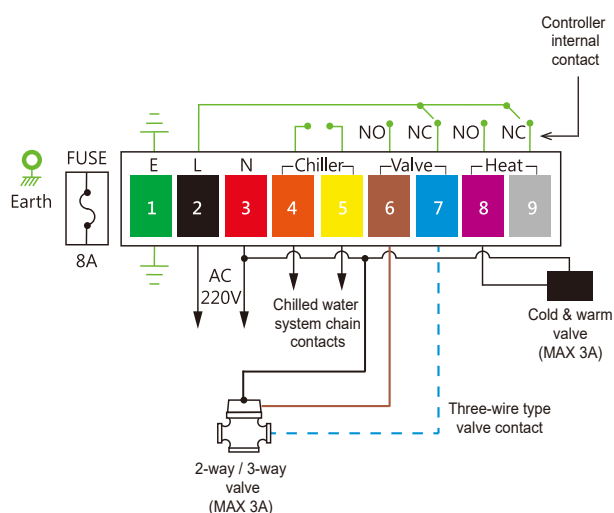 Controller
internal
contact
NO NC NO NC
FUSE
E L N Chiller Valve Heat
1 2 3 4 5 6 7 8 9
Earth
8A
AC
220V
Chilled water
system chain
contacts
Cold & warm
valve
(MAX 3A)
Three-wire type
valve contact
2-way / 3-way
valve
(MAX 3A)